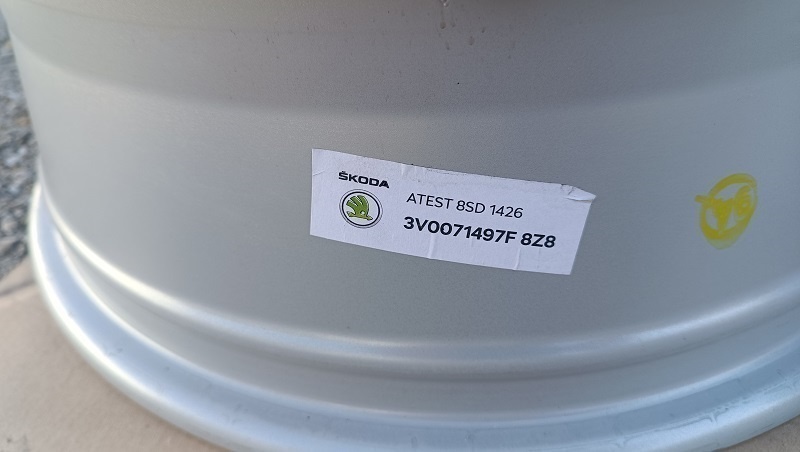 ŠKODA
ATEST 8SD 1426
3V0071497F 8Z8